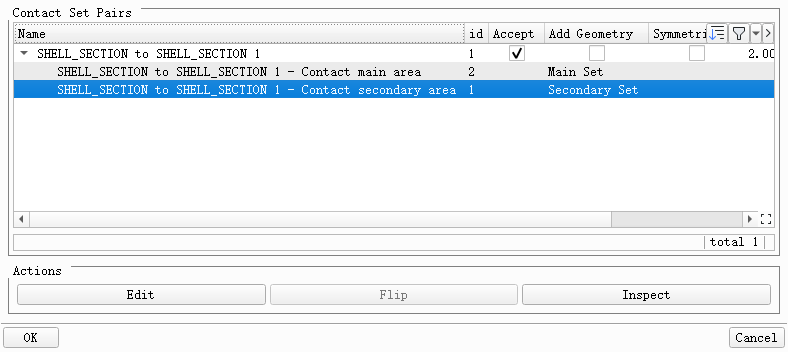 Contact Set Pairs
Name id Accept Add Geometry Symmetri
SHELL_SECTION to SHELL_SECTION 1 1 2.00
SHELL_SECTION to SHELL_SECTION 1 - Contact main area 2 Main Set
SHELL_SECTION to SHELL_SECTION 1 - Contact secondary area 1 Secondary Set
total 1
Actions
Edit Flip Inspect
OK Cancel